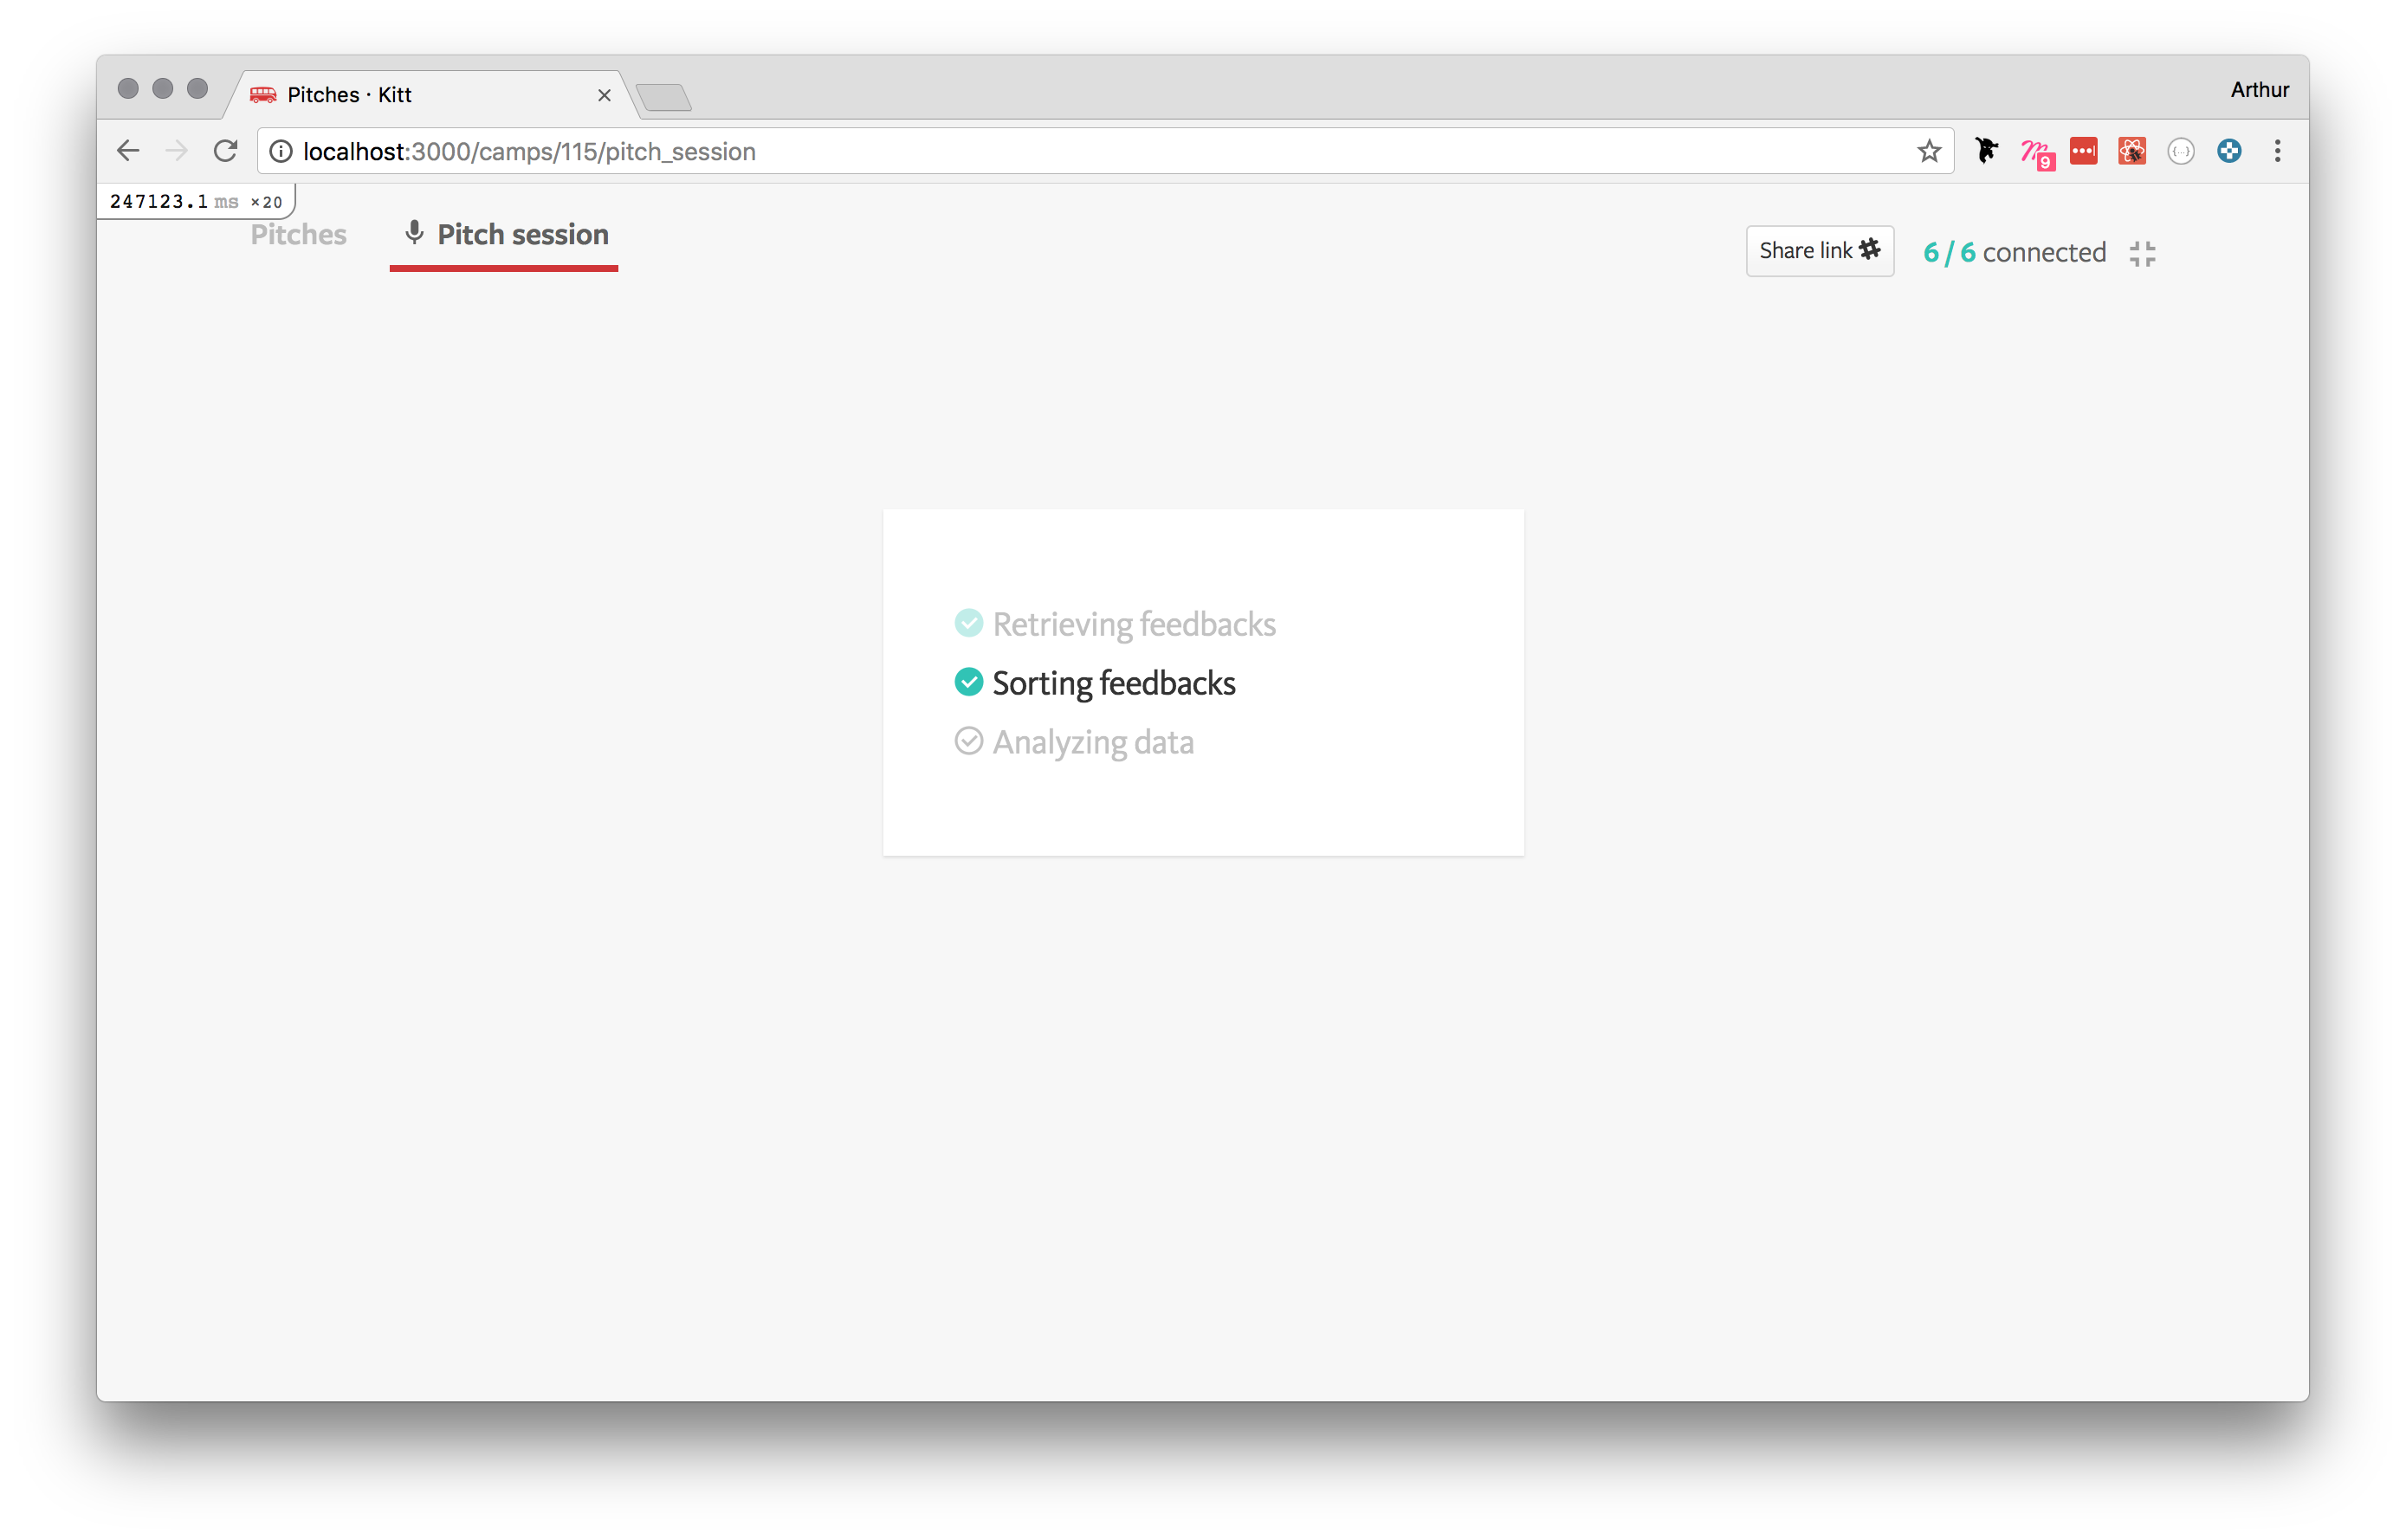 Pitches · Kitt
Arthur
localhost:3000/camps/115/pitch_session
9
247123.1 ms ×20
Pitches
Pitch session
Share link
6 / 6 connected
Retrieving feedbacks
Sorting feedbacks
Analyzing data